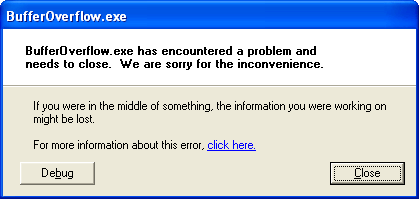 BufferOverflow.exe
BufferOverflow.exe has encountered a problem and
needs to close.  We are sorry for the inconvenience.
If you were in the middle of something, the information you were working on
might be lost.
For more information about this error, click here.
Debug
Close